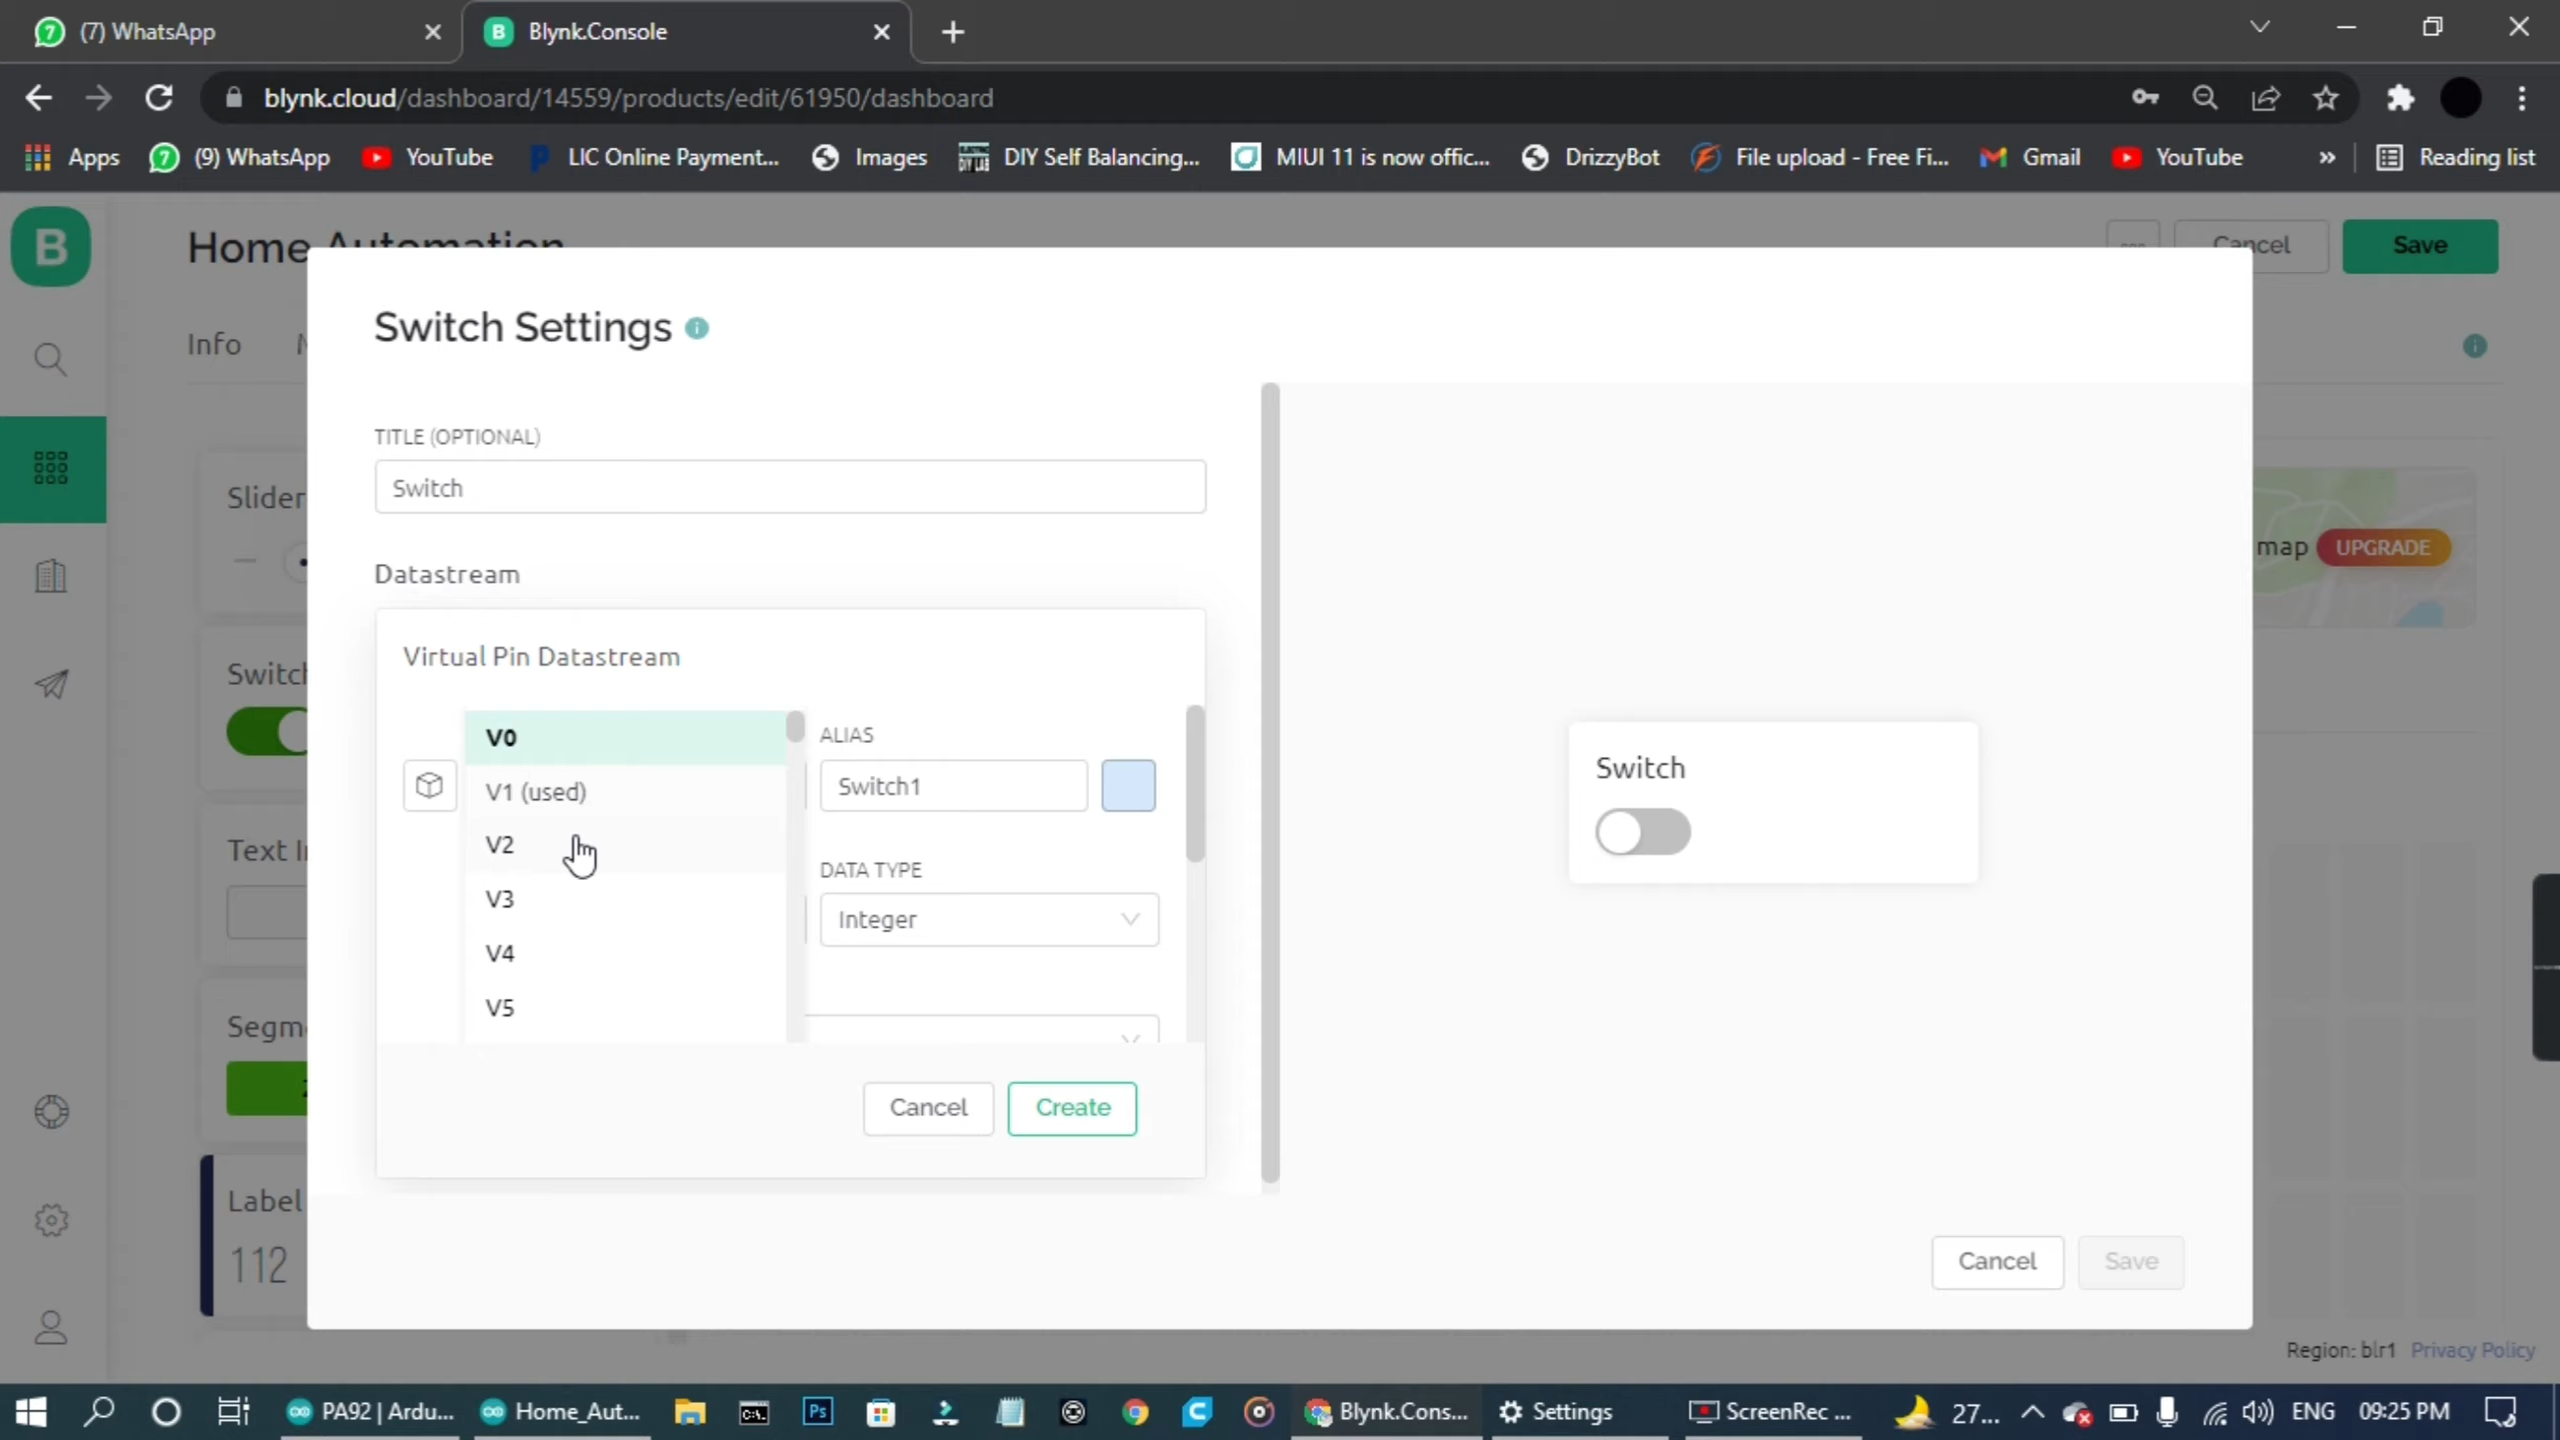 (7) WhatsApp
Blynk.Console
blynk.cloud/dashboard/14559/products/edit/61950/dashboard
Apps
(9) WhatsApp
YouTube
LIC Online Payment...
Images
DIY Self Balancing...
MIUI 11 is now offic...
DrizzyBot
File upload - Free Fi...
Gmail
YouTube
»
Reading list
B
Home Automation
Cancel
Save
Info
Switch Settings
TITLE (OPTIONAL)
Switch
Slider
map
UPGRADE
Datastream
Virtual Pin Datastream
Switch
V0
ALIAS
V1 (used)
Switch1
V2
DATA TYPE
V3
Integer
V4
V5
Switch
Text I
Segm
Cancel
Create
Label
112
Cancel
Save
Region: blr1 Privacy Policy
PA92 | Ardu...
Home_Aut...
Ps
Blynk.Cons...
Settings
ScreenRec ...
27...
ENG
09:25 PM